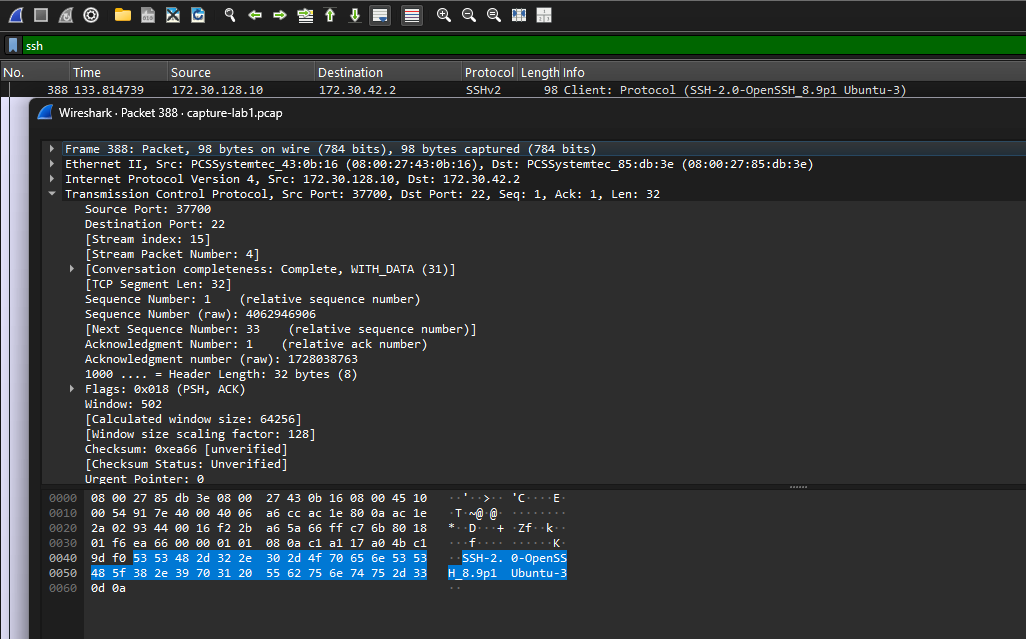 ssh
No. Time Source Destination Protocol Length Info
388 133.814739 172.30.128.10 172.30.42.2 SSHv2 98 Client: Protocol (SSH-2.0-OpenSSH_8.9p1 Ubuntu-3)
Wireshark · Packet 388 · capture-lab1.pcap
Frame 388: Packet, 98 bytes on wire (784 bits), 98 bytes captured (784 bits)
Ethernet II, Src: PCSSystemtec_43:0b:16 (08:00:27:43:0b:16), Dst: PCSSystemtec_85:db:3e (08:00:27:85:db:3e)
Internet Protocol Version 4, Src: 172.30.128.10, Dst: 172.30.42.2
Transmission Control Protocol, Src Port: 37700, Dst Port: 22, Seq: 1, Ack: 1, Len: 32
Source Port: 37700
Destination Port: 22
[Stream index: 15]
[Stream Packet Number: 4]
[Conversation completeness: Complete, WITH_DATA (31)]
[TCP Segment Len: 32]
Sequence Number: 1 (relative sequence number)
Sequence Number (raw): 4062946906
[Next Sequence Number: 33 (relative sequence number)]
Acknowledgment Number: 1 (relative ack number)
Acknowledgment number (raw): 1728038763
1000 .... = Header Length: 32 bytes (8)
Flags: 0x018 (PSH, ACK)
Window: 502
[Calculated window size: 64256]
[Window size scaling factor: 128]
Checksum: 0xea66 [unverified]
[Checksum Status: Unverified]
Urgent Pointer: 0
0000 08 00 27 85 db 3e 08 00 27 43 0b 16 08 00 45 10 ··'··>·· 'C····E·
0010 00 54 91 7e 40 00 40 06 a6 cc ac 1e 80 0a ac 1e ·T·~@·@· ········
0020 2a 02 93 44 00 16 f2 2b a6 5a 66 ff c7 6b 80 18 *··D···+ ·Zf··k··
0030 01 f6 ea 66 00 00 01 01 08 0a c1 a1 17 a0 4b c1 ···f···· ······K·
0040 9d f0 53 53 48 2d 32 2e 30 2d 4f 70 65 6e 53 53 ··SSH-2. 0-OpenSS
0050 48 5f 38 2e 39 70 31 20 55 62 75 6e 74 75 2d 33 H_8.9p1 Ubuntu-3
0060 0d 0a ··